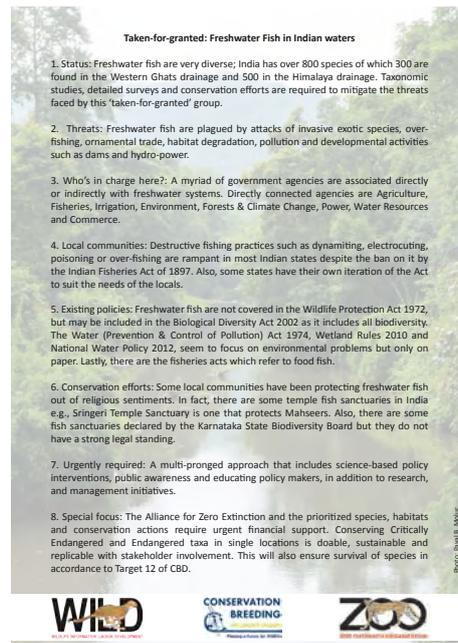 Taken-for-granted: Freshwater Fish in Indian waters
1. Status: Freshwater fish are very diverse; India has over 800 species of which 300 are
found in the Western Ghats drainage and 500 in the Himalaya drainage. Taxonomic
studies, detailed surveys and conservation efforts are required to mitigate the threats
faced by this ‘taken-for-granted’ group.
2. Threats: Freshwater fish are plagued by attacks of invasive exotic species, over-
fishing, ornamental trade, habitat degradation, pollution and developmental activities
such as dams and hydro-power.
3. Who’s in charge here?: A myriad of government agencies are associated directly
or indirectly with freshwater systems. Directly connected agencies are Agriculture,
Fisheries, Irrigation, Environment, Forests & Climate Change, Power, Water Resources
and Commerce.
4. Local communities: Destructive fishing practices such as dynamiting, electrocuting,
poisoning or over-fishing are rampant in most Indian states despite the ban on it by
the Indian Fisheries Act of 1897. Also, some states have their own iteration of the Act
to suit the needs of the locals.
5. Existing policies: Freshwater fish are not covered in the Wildlife Protection Act 1972,
but may be included in the Biological Diversity Act 2002 as it includes all biodiversity.
The Water (Prevention & Control of Pollution) Act 1974, Wetland Rules 2010 and
National Water Policy 2012, seem to focus on environmental problems but only on
paper. Lastly, there are the fisheries acts which refer to food fish.
6. Conservation efforts: Some local communities have been protecting freshwater fish
out of religious sentiments. In fact, there are some temple fish sanctuaries in India
e.g., Sringeri Temple Sanctuary is one that protects Mahseers. Also, there are some
fish sanctuaries declared by the Karnataka State Biodiversity Board but they do not
have a strong legal standing.
7. Urgently required: A multi-pronged approach that includes science-based policy
interventions, public awareness and educating policy makers, in addition to research,
and management initiatives.
8. Special focus: The Alliance for Zero Extinction and the prioritized species, habitats
and conservation actions require urgent financial support. Conserving Critically
Endangered and Endangered taxa in single locations is doable, sustainable and
replicable with stakeholder involvement. This will also ensure survival of species in
accordance to Target 12 of CBD.
Photo:
WILD
CONSERVATION
BREEDING
ZOO